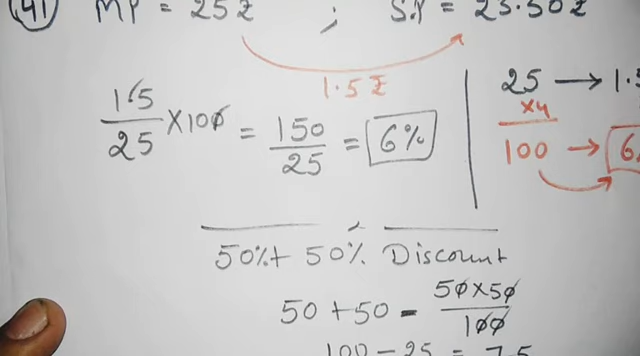 (41) MP = 25₹ ; S.P = 23.50₹
1.5₹
1.5/25 × 100 = 150/25 = 6%
25 → 1.5
×4
100 → 6%
50% + 50% Discount
50 + 50 - 50×50/100
100 - 25 = 75